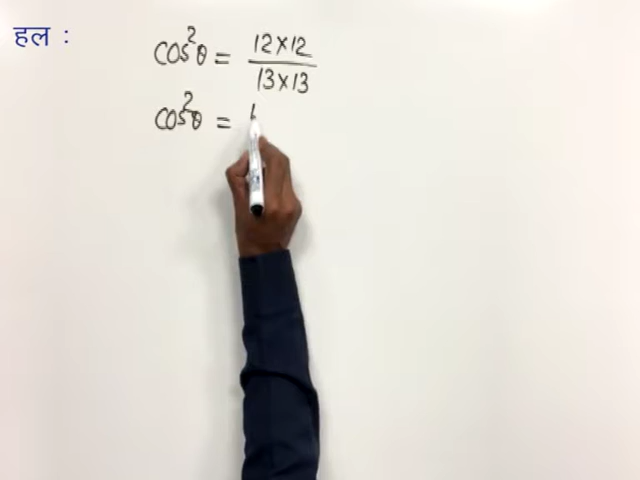 हल :
cos²θ = 12×12 / 13×13
cos²θ =